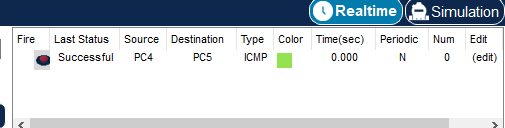 Realtime Simulation
Fire Last Status Source Destination Type Color Time(sec) Periodic Num Edit
Successful PC4 PC5 ICMP 0.000 N 0 (edit)